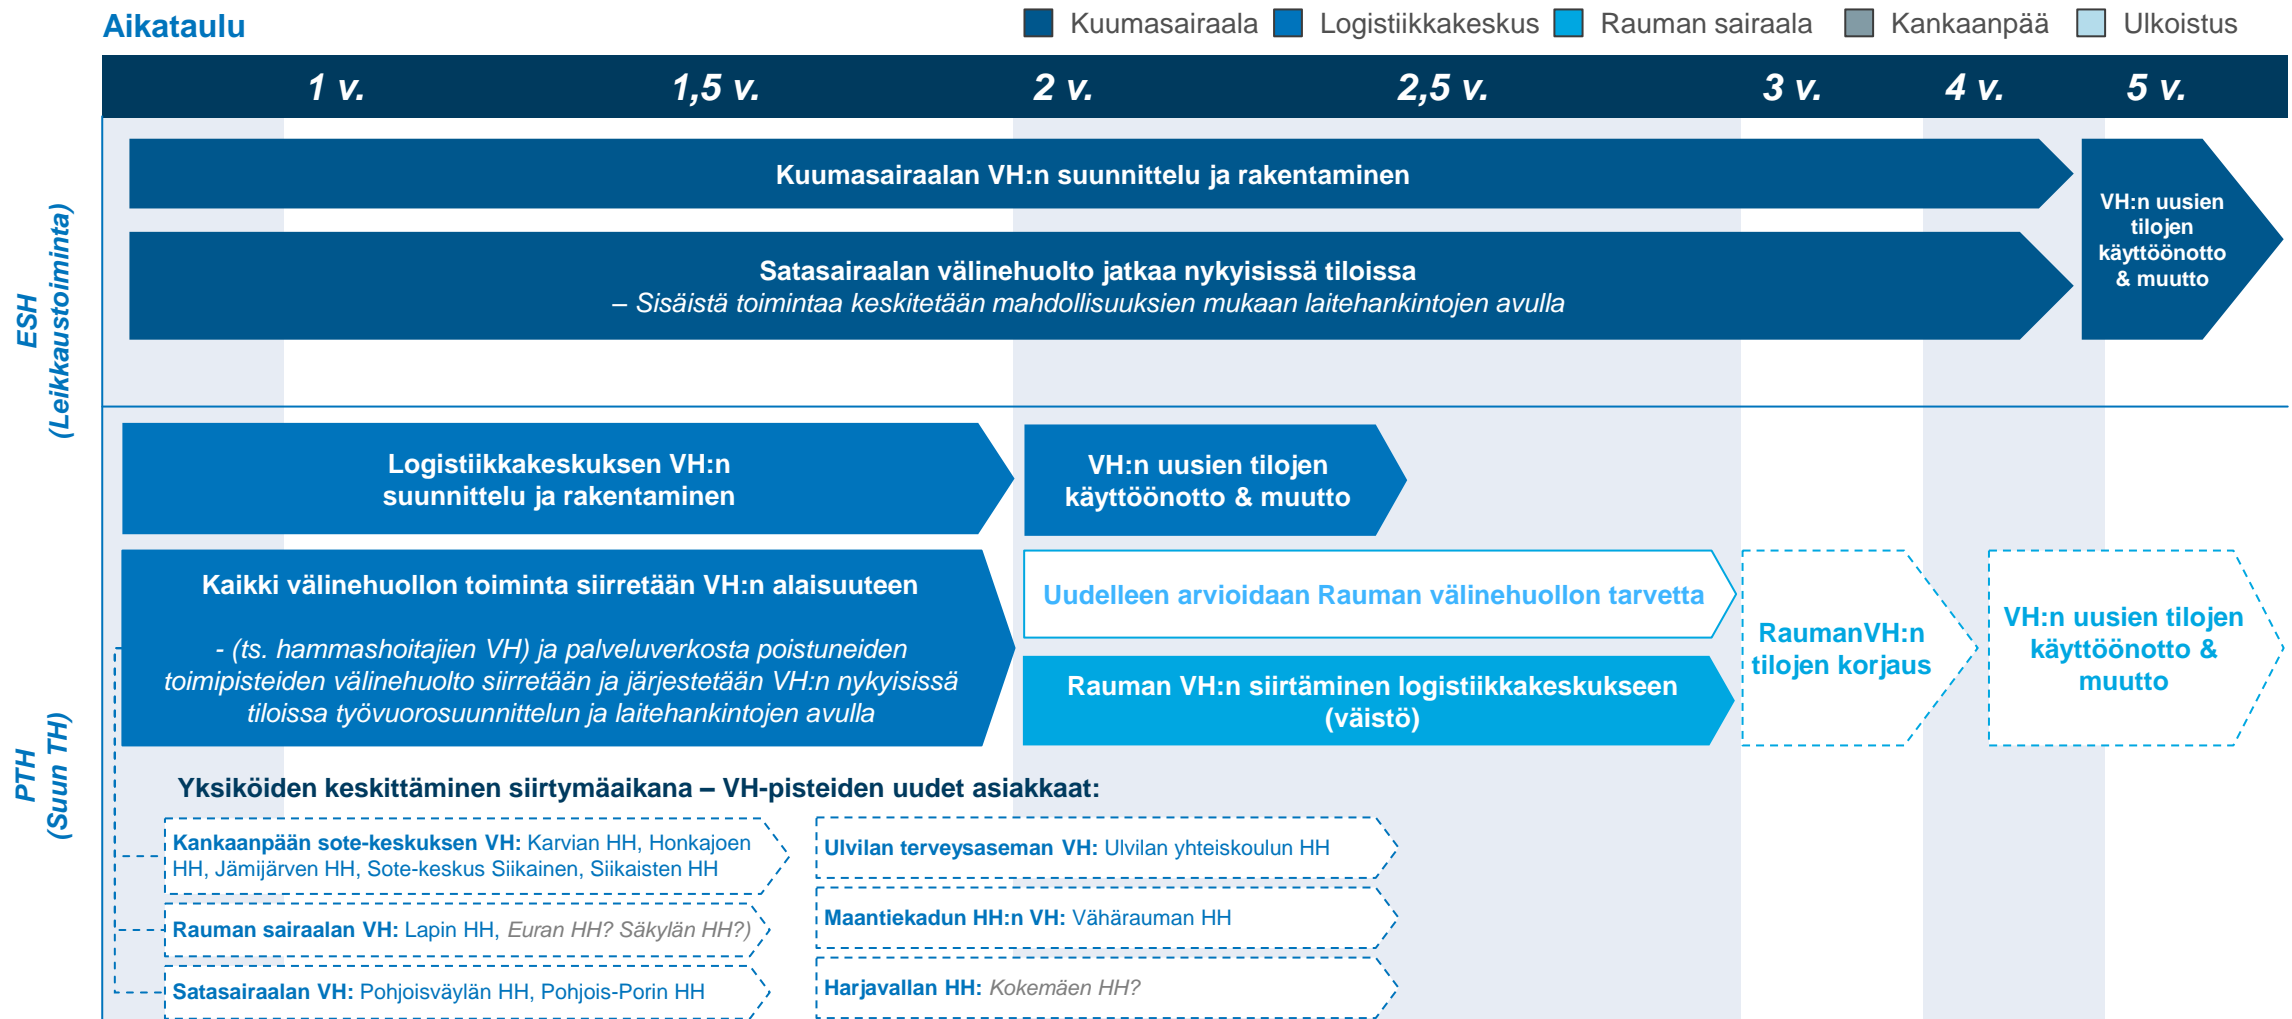 Aikataulu
Kuumasairaala
Logistiikkakeskus
Rauman sairaala
Kankaanpää
Ulkoistus
1 v.
1,5 v.
2 v.
2,5 v.
3 v.
4 v.
5 v.
ESH
(Leikkaustoiminta)
Kuumasairaalan VH:n suunnittelu ja rakentaminen
Satasairaalan välinehuolto jatkaa nykyisissä tiloissa
– Sisäistä toimintaa keskitetään mahdollisuuksien mukaan laitehankintojen avulla
VH:n uusien
tilojen
käyttöönotto
& muutto
PTH
(Suun TH)
Logistiikkakeskuksen VH:n
suunnittelu ja rakentaminen
VH:n uusien tilojen
käyttöönotto & muutto
Kaikki välinehuollon toiminta siirretään VH:n alaisuuteen
- (ts. hammashoitajien VH) ja palveluverkosta poistuneiden
toimipisteiden välinehuolto siirretään ja järjestetään VH:n nykyisissä
tiloissa työvuorosuunnittelun ja laitehankintojen avulla
Uudelleen arvioidaan Rauman välinehuollon tarvetta
Rauman VH:n siirtäminen logistiikkakeskukseen
(väistö)
RaumanVH:n
tilojen korjaus
VH:n uusien tilojen
käyttöönotto &
muutto
Yksiköiden keskittäminen siirtymäaikana – VH-pisteiden uudet asiakkaat:
Kankaanpään sote-keskuksen VH: Karvian HH, Honkajoen
HH, Jämijärven HH, Sote-keskus Siikainen, Siikaisten HH
Rauman sairaalan VH: Lapin HH, Euran HH? Säkylän HH?)
Satasairaalan VH: Pohjoisväylän HH, Pohjois-Porin HH
Ulvilan terveysaseman VH: Ulvilan yhteiskoulun HH
Maantiekadun HH:n VH: Vähärauman HH
Harjavallan HH: Kokemäen HH?